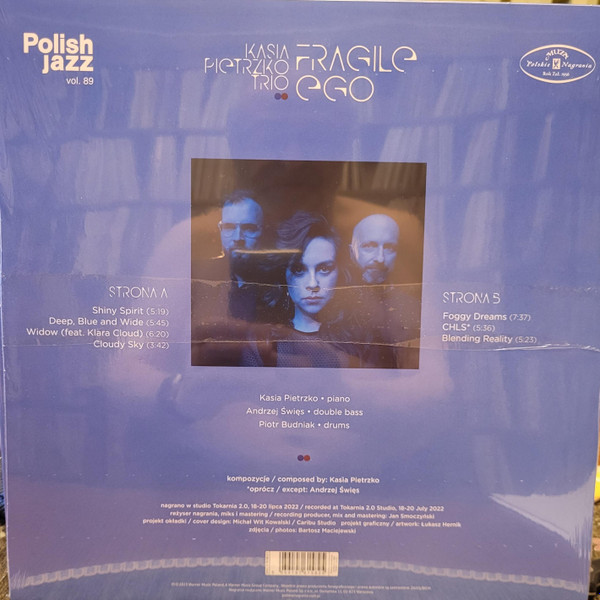 Polish
jazz
vol. 89
KASIA
PIETRZKO
TRIO
FRAGILE
EGO
MUZA
Polskie Nagrania
Rok Zał. 1956
STRONA A
Shiny Spirit (5:19)
Deep, Blue and Wide (5:45)
Widow (feat. Klara Cloud) (6:20)
Cloudy Sky (3:42)
STRONA B
Foggy Dreams (7:37)
CHLS* (5:36)
Blending Reality (5:23)
Kasia Pietrzko • piano
Andrzej Święs • double bass
Piotr Budniak • drums
kompozycje / composed by: Kasia Pietrzko
*oprócz / except: Andrzej Święs
nagrano w studio Tokarnia 2.0, 18-20 lipca 2022 / recorded at Tokarnia 2.0 Studio, 18-20 July 2022
reżyser nagrania, miks i mastering / recording producer, mix and mastering: Jan Smoczyński
projekt okładki / cover design: Michał Wit Kowalski / Caribu Studio projekt graficzny / artwork: Łukasz Hernik
zdjęcia / photos: Bartosz Maciejewski